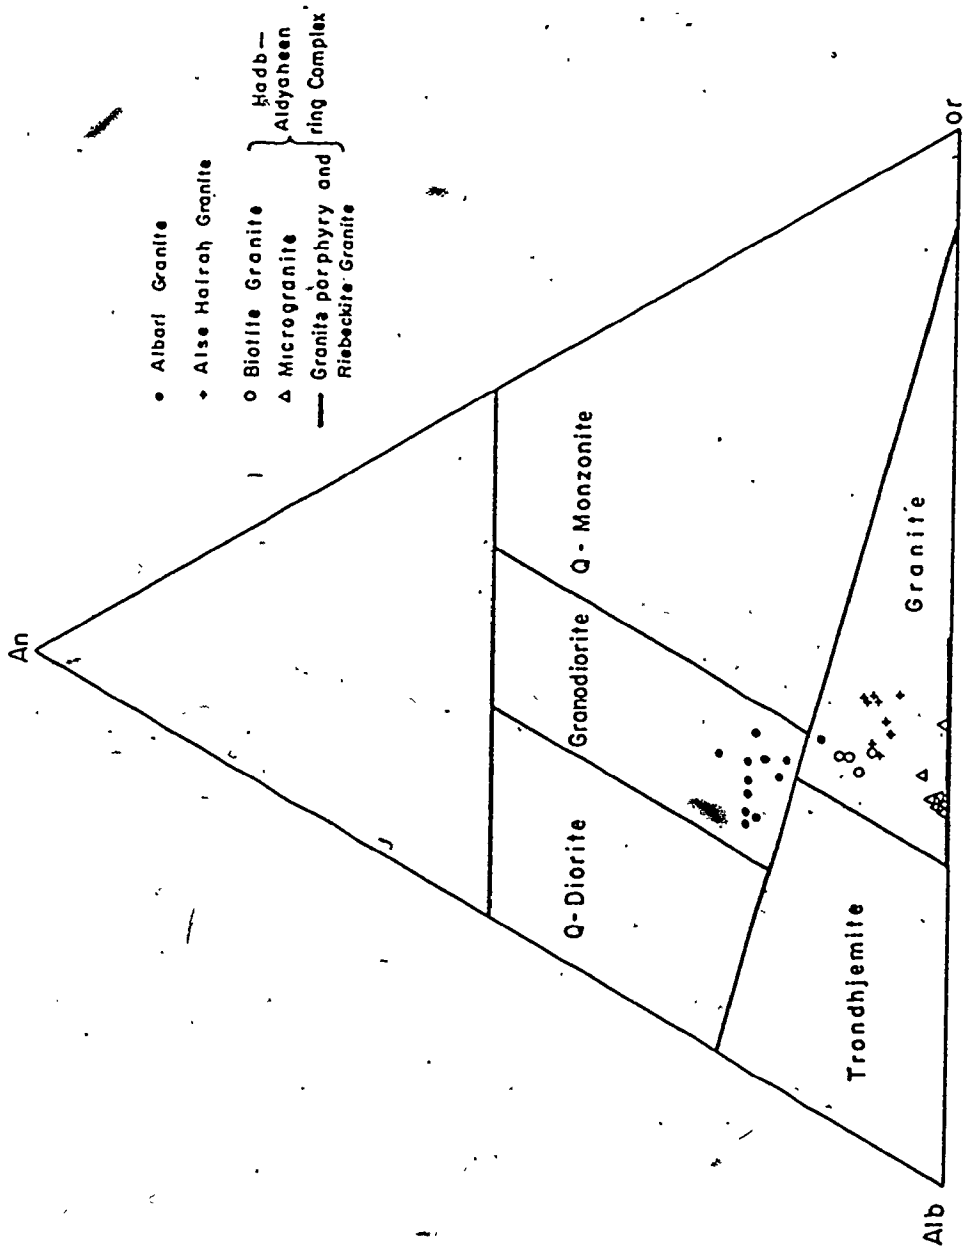 An
• Albari Granite
+ Alse Hairah Granite
o Biotite Granite
Δ Microgranite
— Granite porphyry and
Riebeckite Granite
Hadb–
Aldyaheen
ring Complex
Q-Diorite
Granodiorite
Q-Monzonite
Trondhjemite
Granite
Alb
or